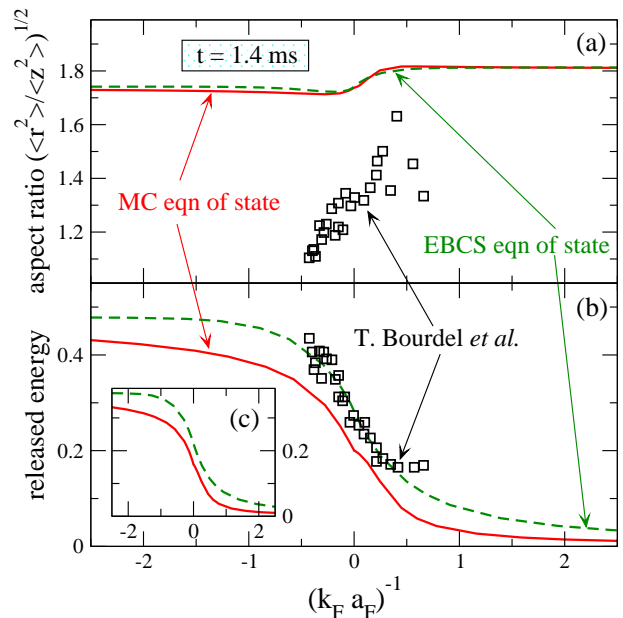 aspect ratio (<r²>/<z²>)^1/2
2
1.8
1.6
1.4
1.2
t = 1.4 ms
(a)
MC eqn of state
EBCS eqn of state
released energy
0.4
0.2
0
(b)
T. Bourdel et al.
(c)
0.2
0
-2 0 2
-2 -1 0 1 2
(k_F a_F)^-1